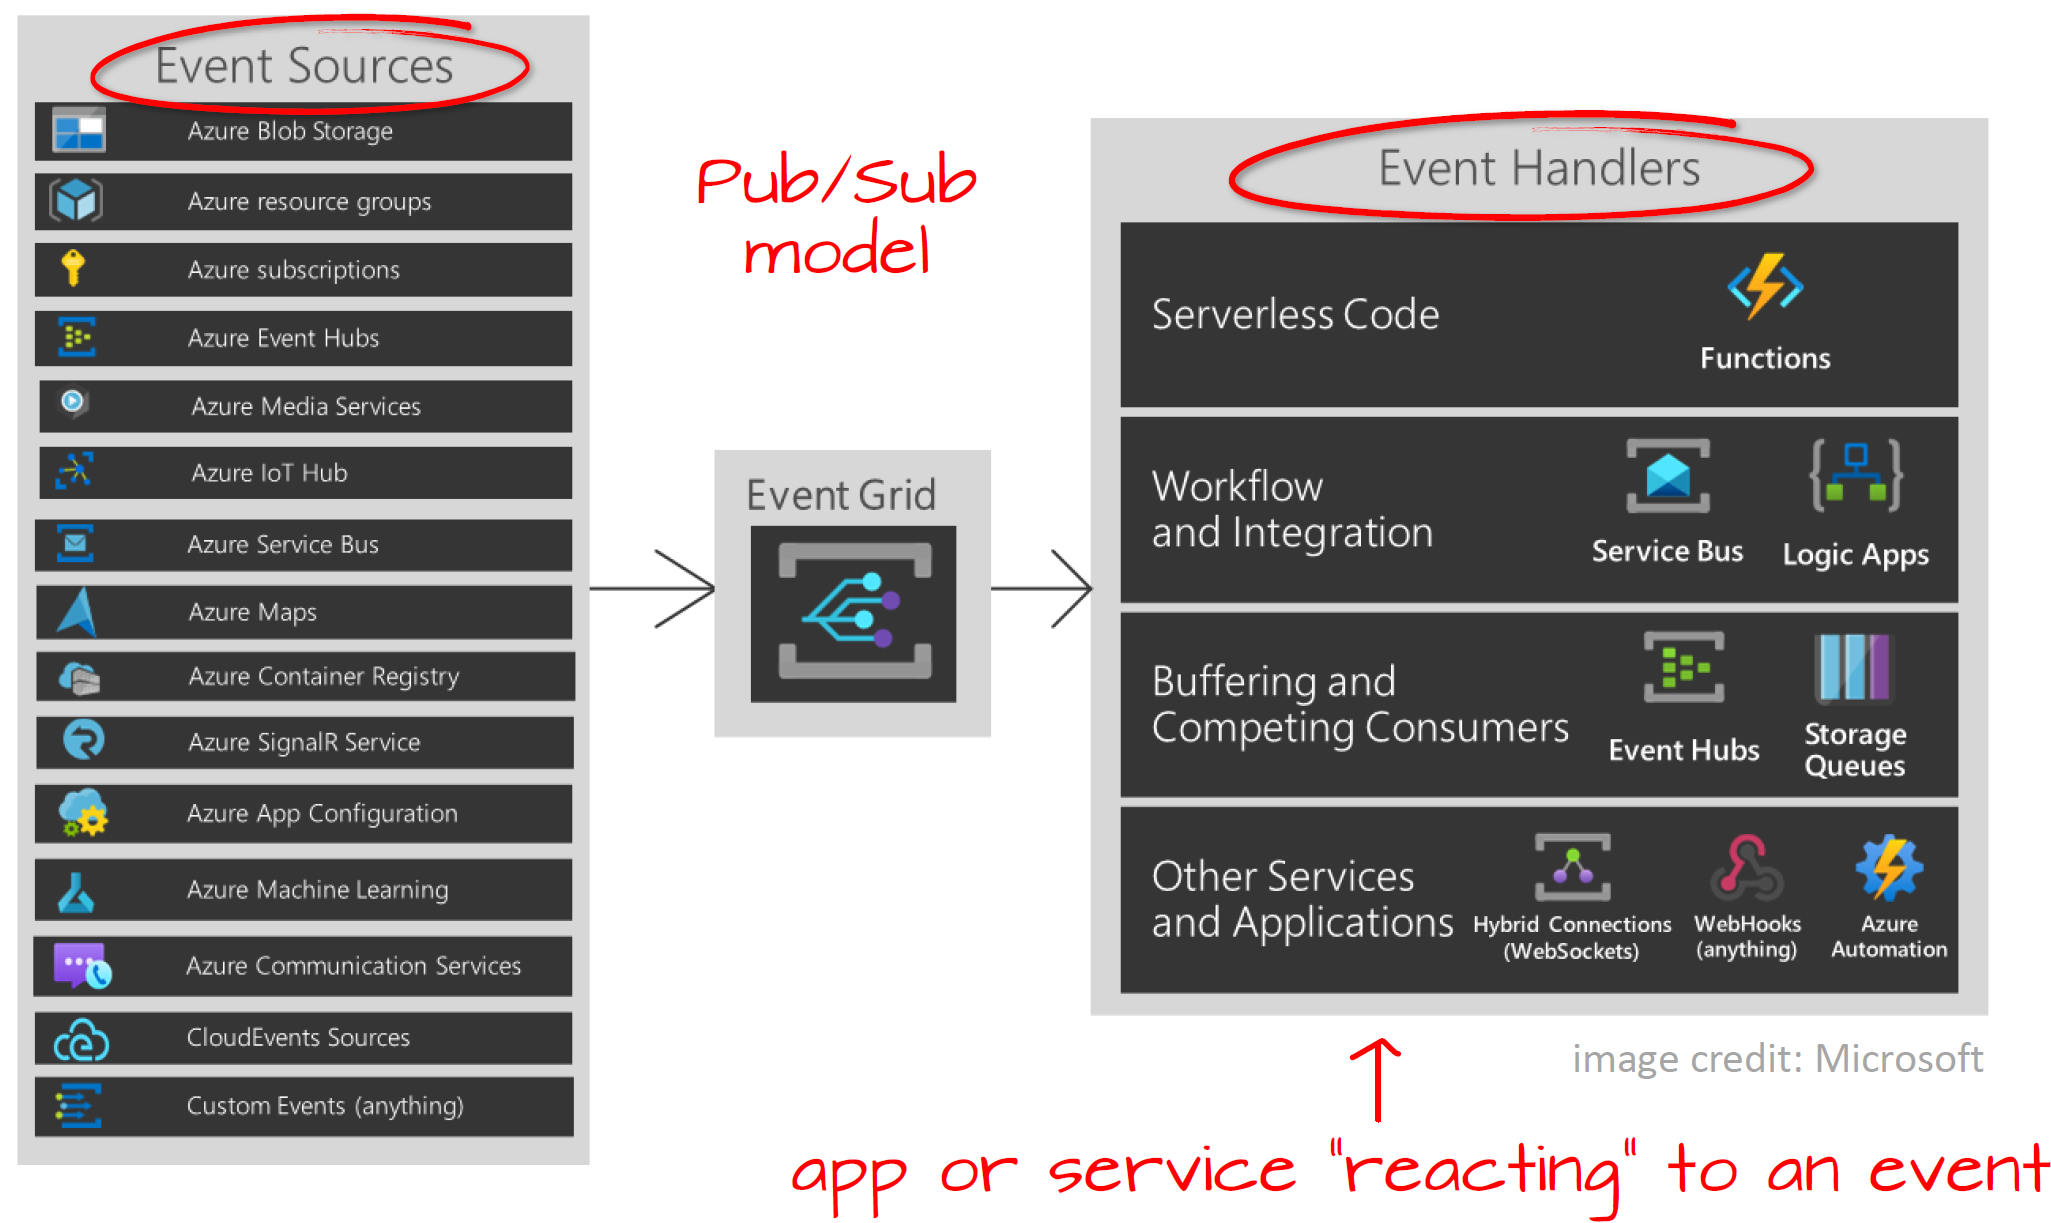 Event Sources
Azure Blob Storage
Azure resource groups
Azure subscriptions
Azure Event Hubs
Azure Media Services
Azure IoT Hub
Azure Service Bus
Azure Maps
Azure Container Registry
Azure SignalR Service
Azure App Configuration
Azure Machine Learning
Azure Communication Services
CloudEvents Sources
Custom Events (anything)
Pub/Sub
model
Event Grid
Event Handlers
Serverless Code
Functions
Workflow
and Integration
Service Bus
Logic Apps
Buffering and
Competing Consumers
Event Hubs
Storage
Queues
Other Services
and Applications
Hybrid Connections
(WebSockets)
WebHooks
(anything)
Azure
Automation
image credit: Microsoft
app or service "reacting" to an event